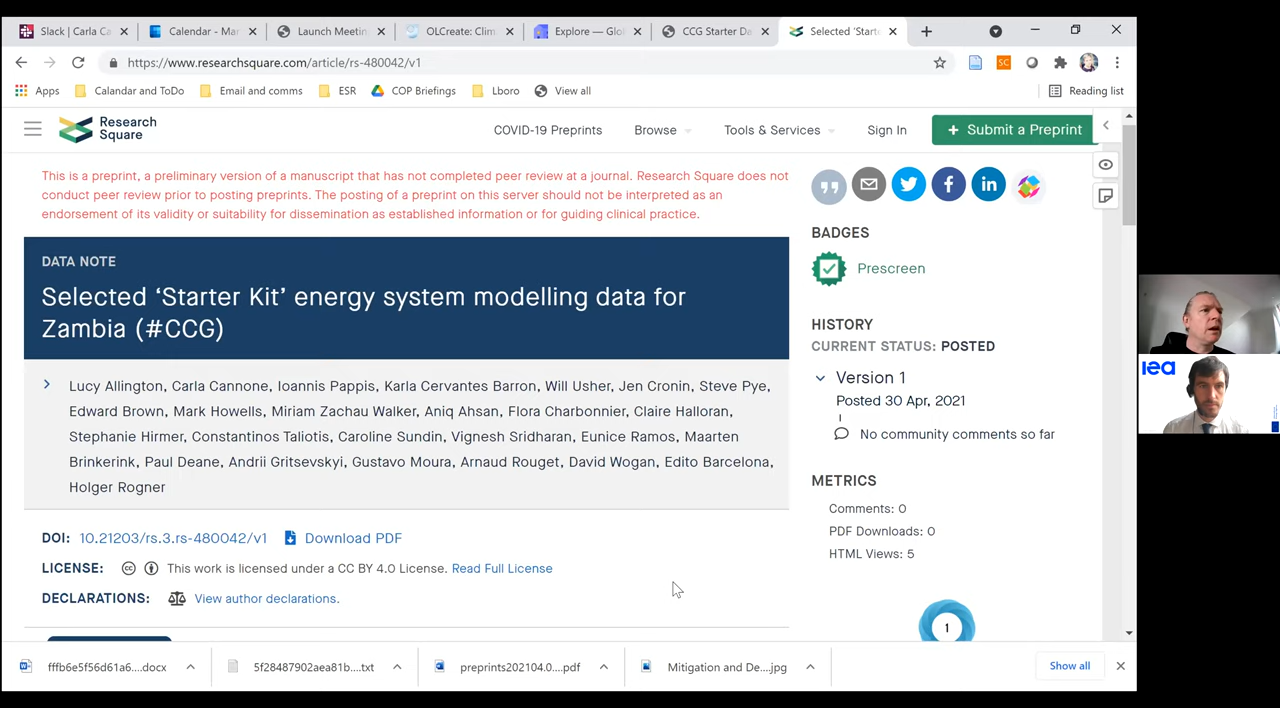 Slack | Carla Ca
Calendar - Mar
Launch Meetin
OLCreate: Clim
Explore — Glo
CCG Starter Da
Selected 'Start
https://www.researchsquare.com/article/rs-480042/v1
SC
Apps
Calandar and ToDo
Email and comms
ESR
COP Briefings
Lboro
View all
Reading list
Research
Square
COVID-19 Preprints
Browse
Tools & Services
Sign In
+ Submit a Preprint
This is a preprint, a preliminary version of a manuscript that has not completed peer review at a journal. Research Square does not
conduct peer review prior to posting preprints. The posting of a preprint on this server should not be interpreted as an
endorsement of its validity or suitability for dissemination as established information or for guiding clinical practice.
DATA NOTE
Selected ‘Starter Kit’ energy system modelling data for
Zambia (#CCG)
Lucy Allington, Carla Cannone, Ioannis Pappis, Karla Cervantes Barron, Will Usher, Jen Cronin, Steve Pye,
Edward Brown, Mark Howells, Miriam Zachau Walker, Aniq Ahsan, Flora Charbonnier, Claire Halloran,
Stephanie Hirmer, Constantinos Taliotis, Caroline Sundin, Vignesh Sridharan, Eunice Ramos, Maarten
Brinkerink, Paul Deane, Andrii Gritsevskyi, Gustavo Moura, Arnaud Rouget, David Wogan, Edito Barcelona,
Holger Rogner
DOI: 10.21203/rs.3.rs-480042/v1 Download PDF
LICENSE: This work is licensed under a CC BY 4.0 License. Read Full License
DECLARATIONS: View author declarations.
BADGES
Prescreen
HISTORY
CURRENT STATUS: POSTED
Version 1
Posted 30 Apr, 2021
No community comments so far
METRICS
Comments: 0
PDF Downloads: 0
HTML Views: 5
1
iea
fffb6e5f56d61a6....docx
5f28487902aea81b....txt
preprints202104.0....pdf
Mitigation and De....jpg
Show all